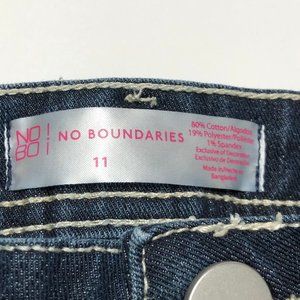 NO
BO!
NO BOUNDARIES
11
80% Cotton/Algodon
19% Polyester/Poliéster
1% Spandex
Exclusive of Decoration
Exclusivo de Decoración
Made in/Hecho en
Bangladesh